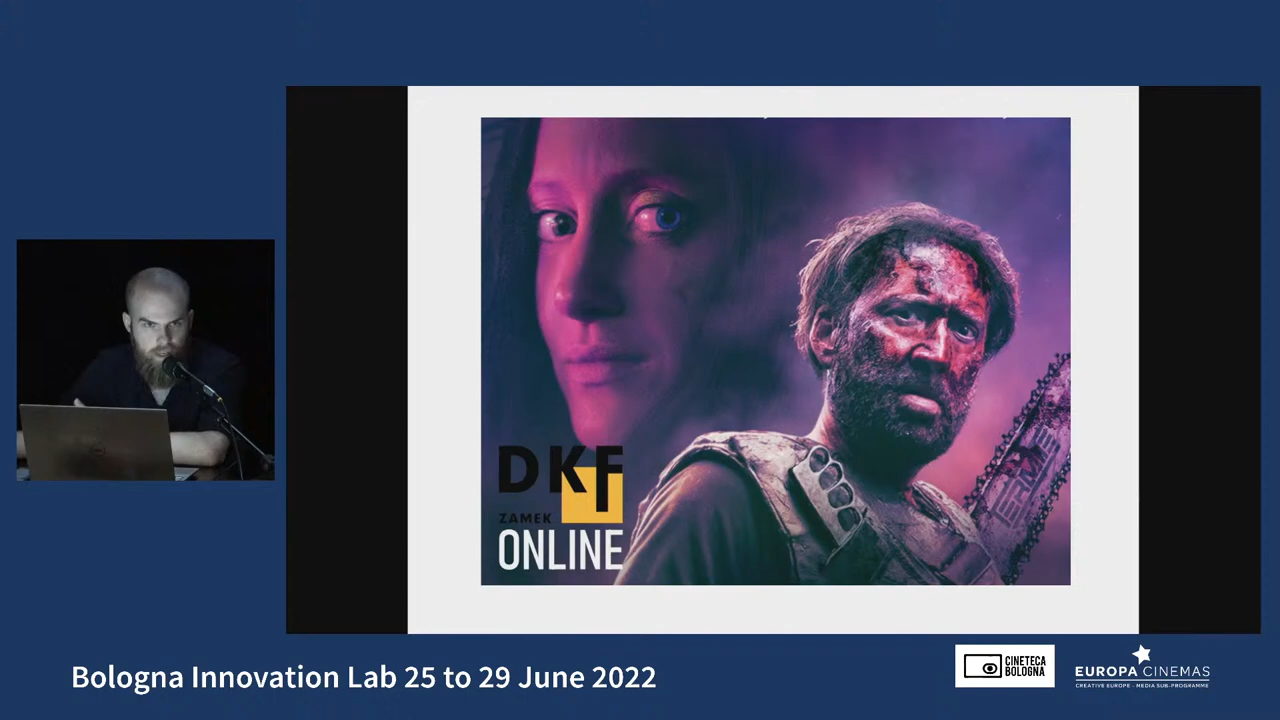 DKF
ZAMEK
ONLINE
Bologna Innovation Lab 25 to 29 June 2022
CINETECA
BOLOGNA
EUROPA CINEMAS
CREATIVE EUROPE - MEDIA SUB-PROGRAMME